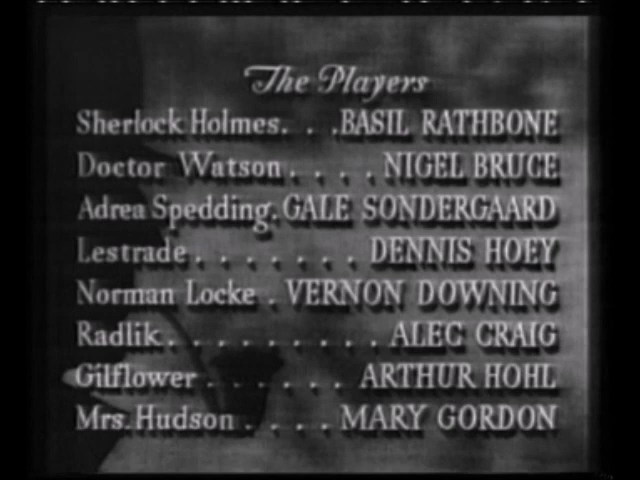 The Players
Sherlock Holmes. . .BASIL RATHBONE
Doctor Watson . . . . NIGEL BRUCE
Adrea Spedding. GALE SONDERGAARD
Lestrade . . . . . . . DENNIS HOEY
Norman Locke . VERNON DOWNING
Radlik . . . . . . . . . ALEC CRAIG
Gilflower . . . . . . ARTHUR HOHL
Mrs. Hudson . . . . MARY GORDON